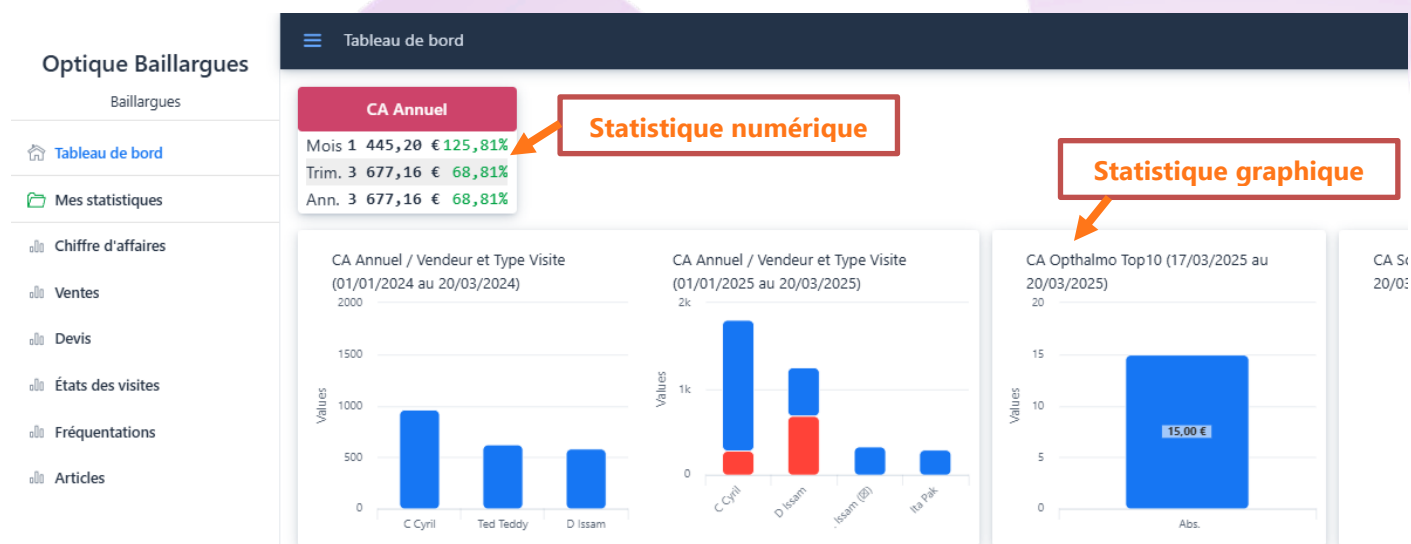 Optique Baillargues
Baillargues
Tableau de bord
Mes statistiques
Chiffre d'affaires
Ventes
Devis
États des visites
Fréquentations
Articles
Tableau de bord
CA Annuel
Mois 1 445,20 € 125,81%
Trim. 3 677,16 € 68,81%
Ann. 3 677,16 € 68,81%
Statistique numérique
Statistique graphique
CA Annuel / Vendeur et Type Visite
(01/01/2024 au 20/03/2024)
2000
1500
1000
500
0
Values
C Cyril
Ted Teddy
D Issam
CA Annuel / Vendeur et Type Visite
(01/01/2025 au 20/03/2025)
2k
1k
0
Values
C Cyril
D Issam
Issam
Ita Pak
CA Opthalmo Top10 (17/03/2025 au
20/03/2025)
20
15
10
5
0
Values
15,00 €
Abs.
CA